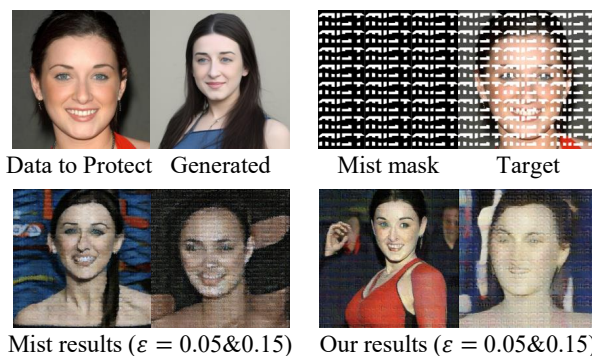 Data to Protect Generated
Mist mask Target
Mist results (ε = 0.05&0.15)
Our results (ε = 0.05&0.15)